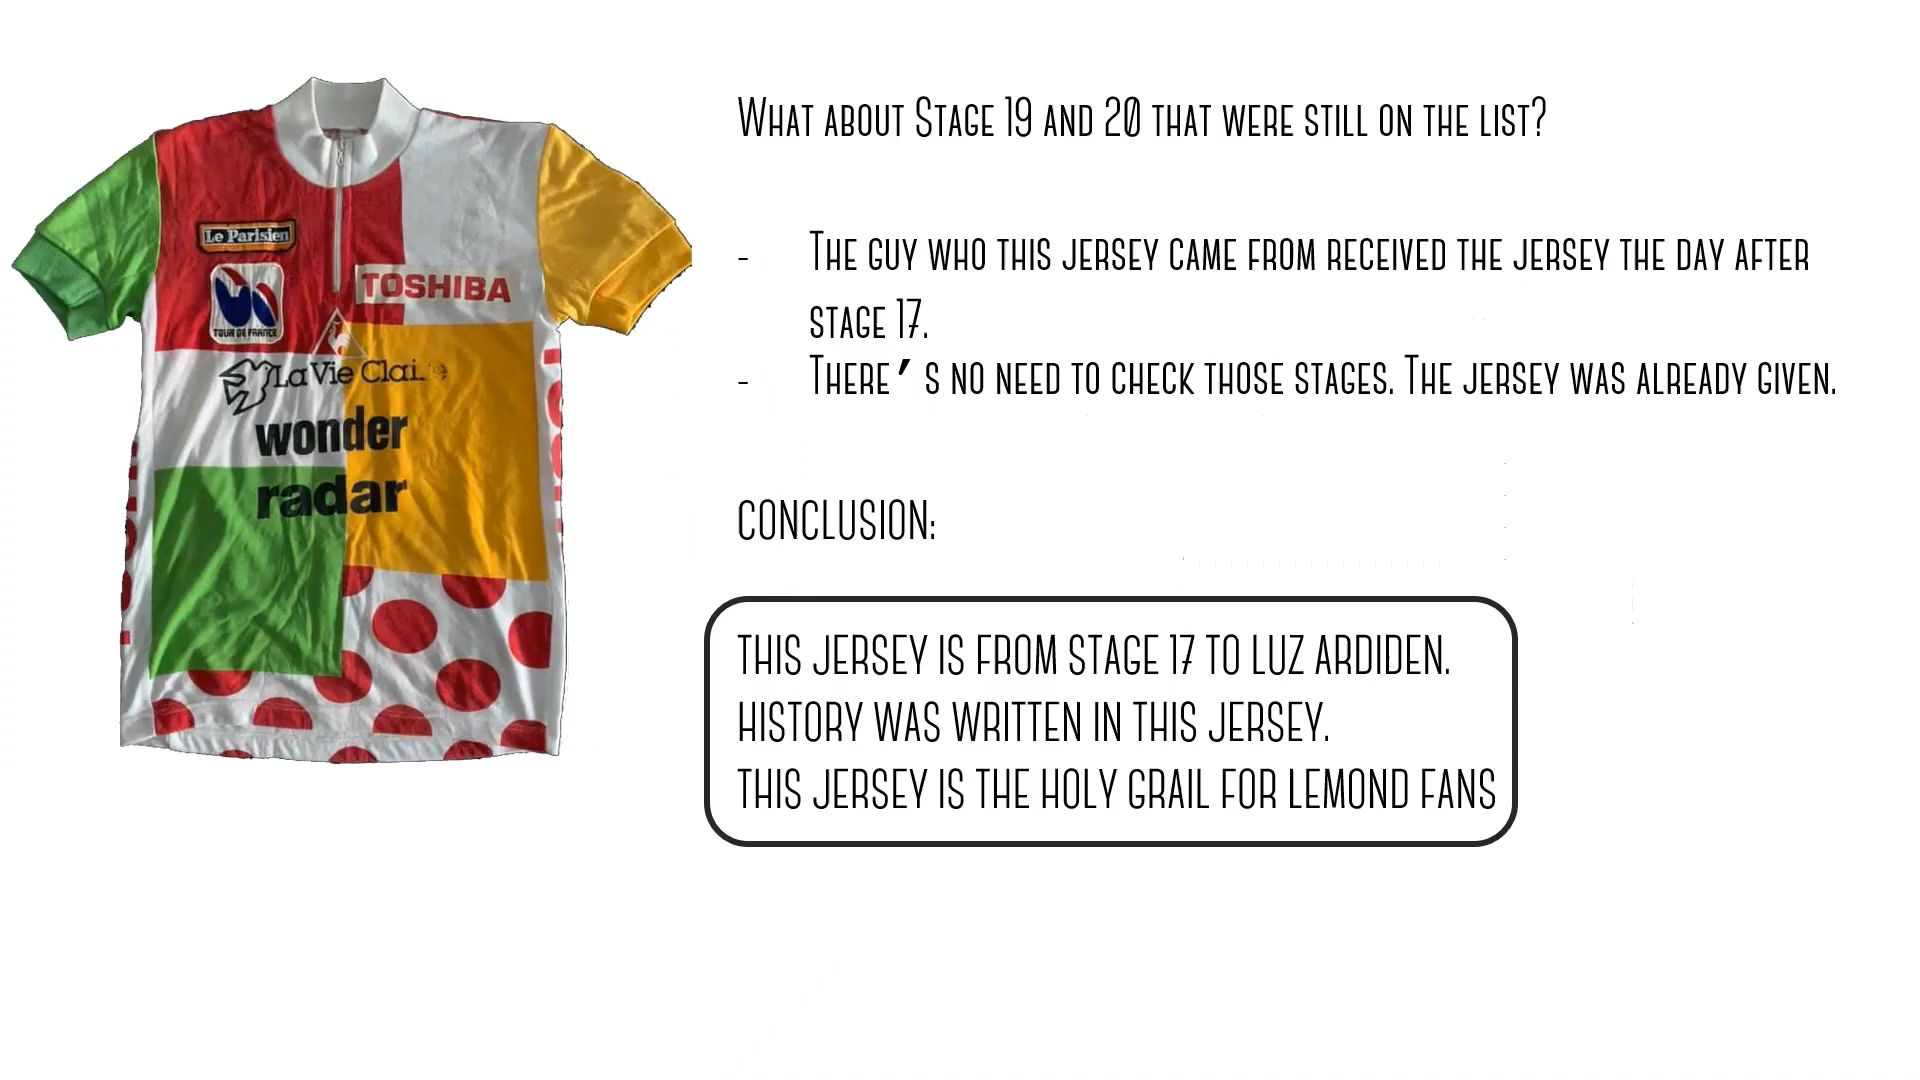 What about Stage 19 and 20 that were still on the list?
- The guy who this jersey came from received the jersey the day after
stage 17.
- There's no need to check those stages. The jersey was already given.
CONCLUSION:
THIS JERSEY IS FROM STAGE 17 TO LUZ ARDIDEN.
HISTORY WAS WRITTEN IN THIS JERSEY.
THIS JERSEY IS THE HOLY GRAIL FOR LEMOND FANS
Le Parisien
TOSHIBA
TOUR DE FRANCE
La Vie Clai
wonder
radar